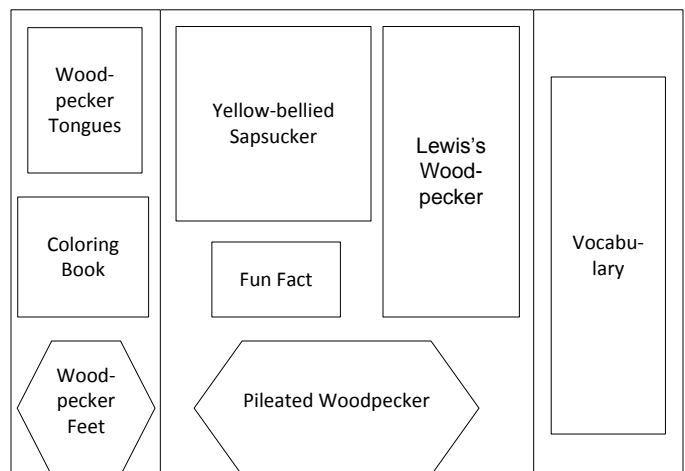 Wood-
pecker
Tongues
Coloring
Book
Wood-
pecker
Feet
Yellow-bellied
Sapsucker
Lewis's
Wood-
pecker
Fun Fact
Pileated Woodpecker
Vocabu-
lary